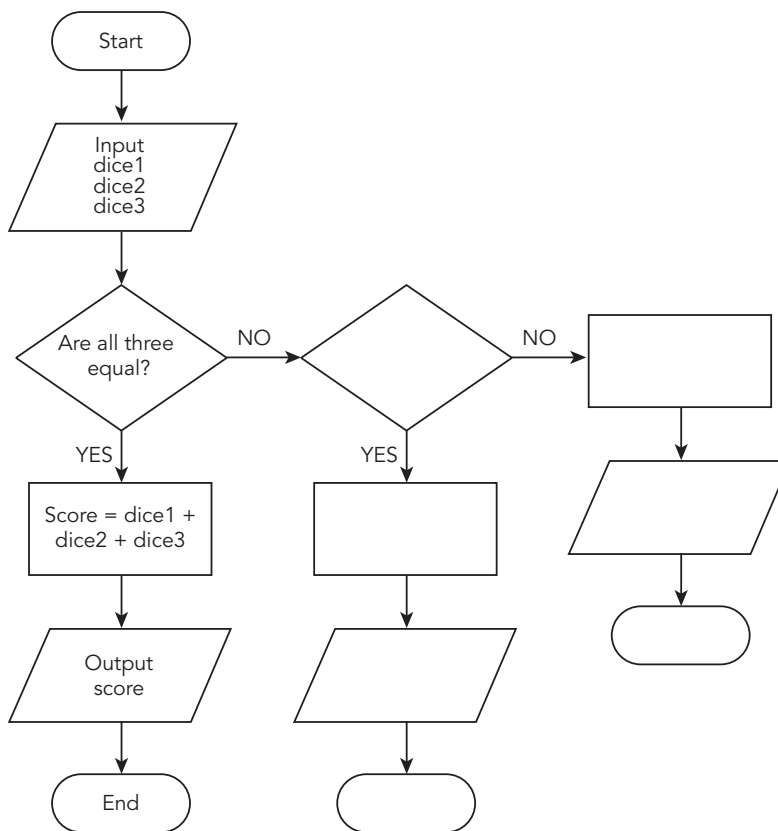 Start
Input
dice1
dice2
dice3
Are all three
equal?
NO
NO
YES
YES
Score = dice1 +
dice2 + dice3
Output
score
End